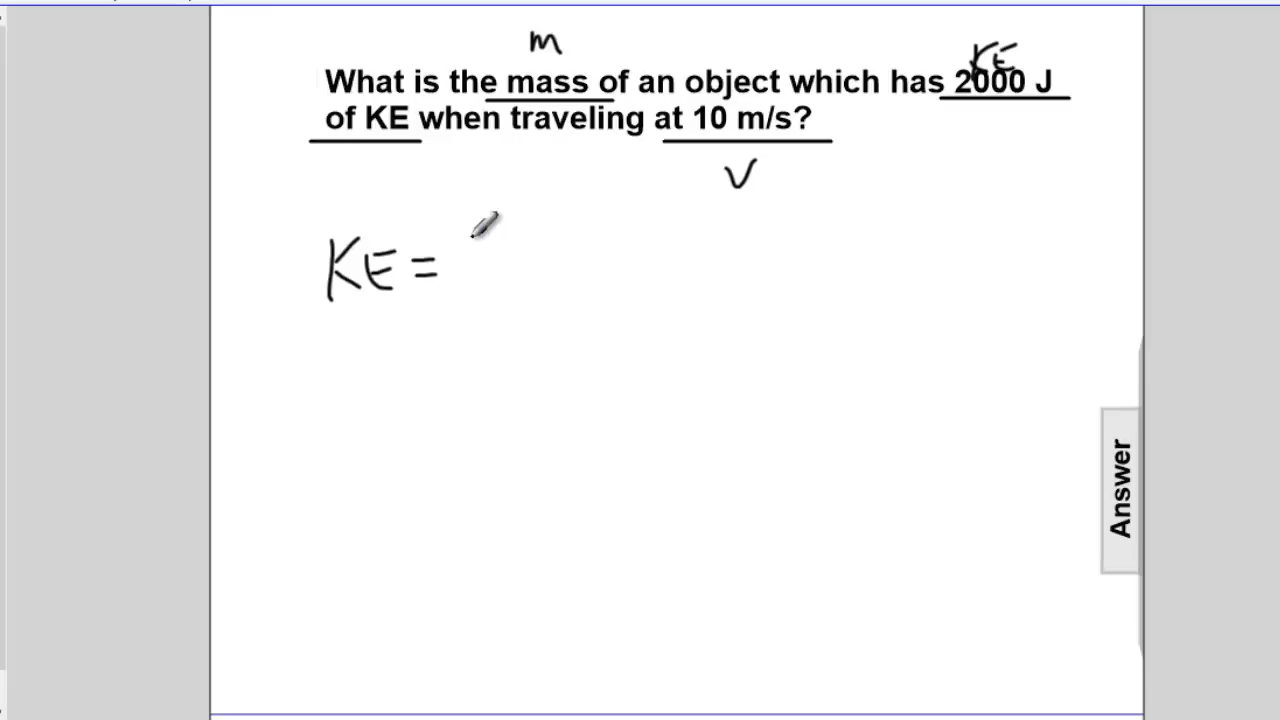 m
KE
What is the mass of an object which has 2000 J
of KE when traveling at 10 m/s?
v
KE =
Answer